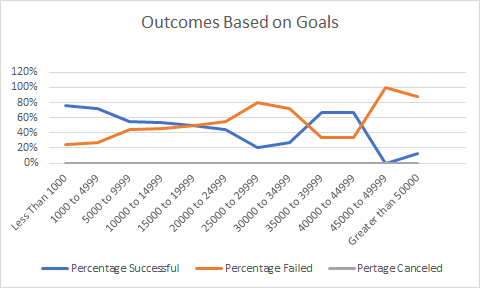 Outcomes Based on Goals
120%
100%
80%
60%
40%
20%
0%
Less Than 1000
1000 to 4999
5000 to 9999
10000 to 14999
15000 to 19999
20000 to 24999
25000 to 29999
30000 to 34999
35000 to 39999
40000 to 44999
45000 to 49999
Greater than 50000
Percentage Successful
Percentage Failed
Pertage Canceled